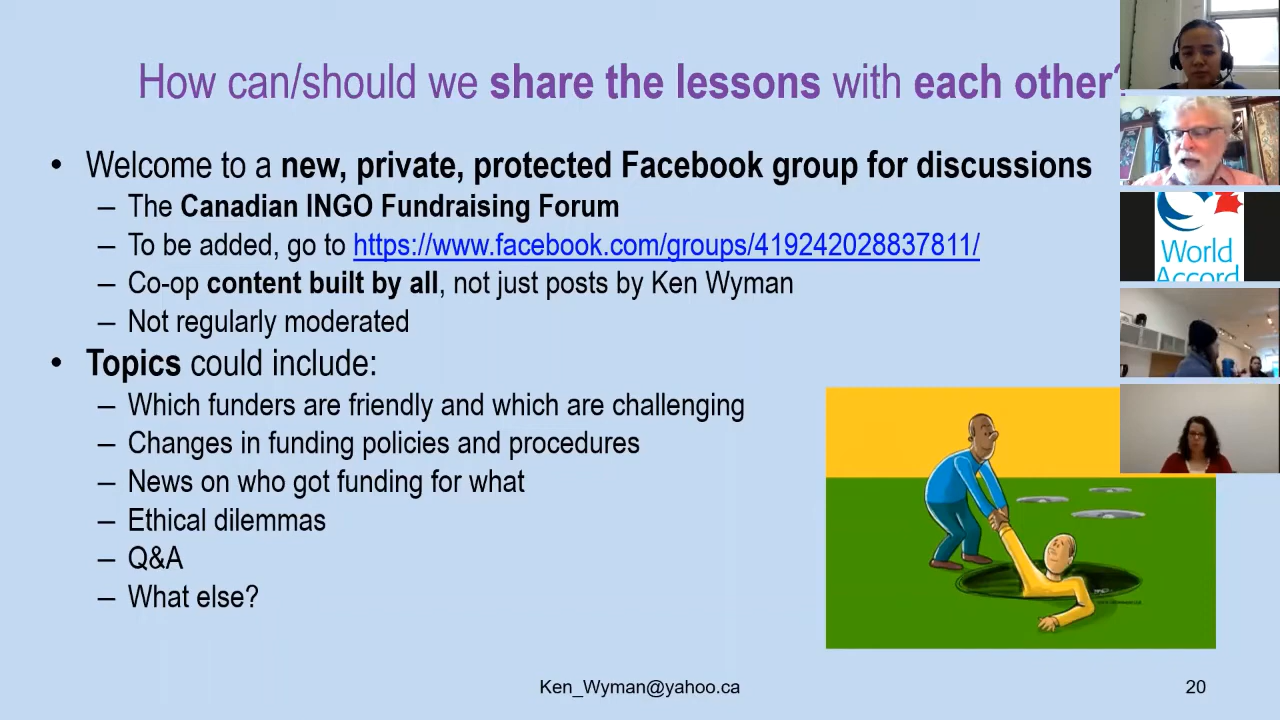 How can/should we share the lessons with each other?
• Welcome to a new, private, protected Facebook group for discussions
– The Canadian INGO Fundraising Forum
– To be added, go to https://www.facebook.com/groups/419242028837811/
– Co-op content built by all, not just posts by Ken Wyman
– Not regularly moderated
• Topics could include:
– Which funders are friendly and which are challenging
– Changes in funding policies and procedures
– News on who got funding for what
– Ethical dilemmas
– Q&A
– What else?
Ken_Wyman@yahoo.ca
20
World
Accord